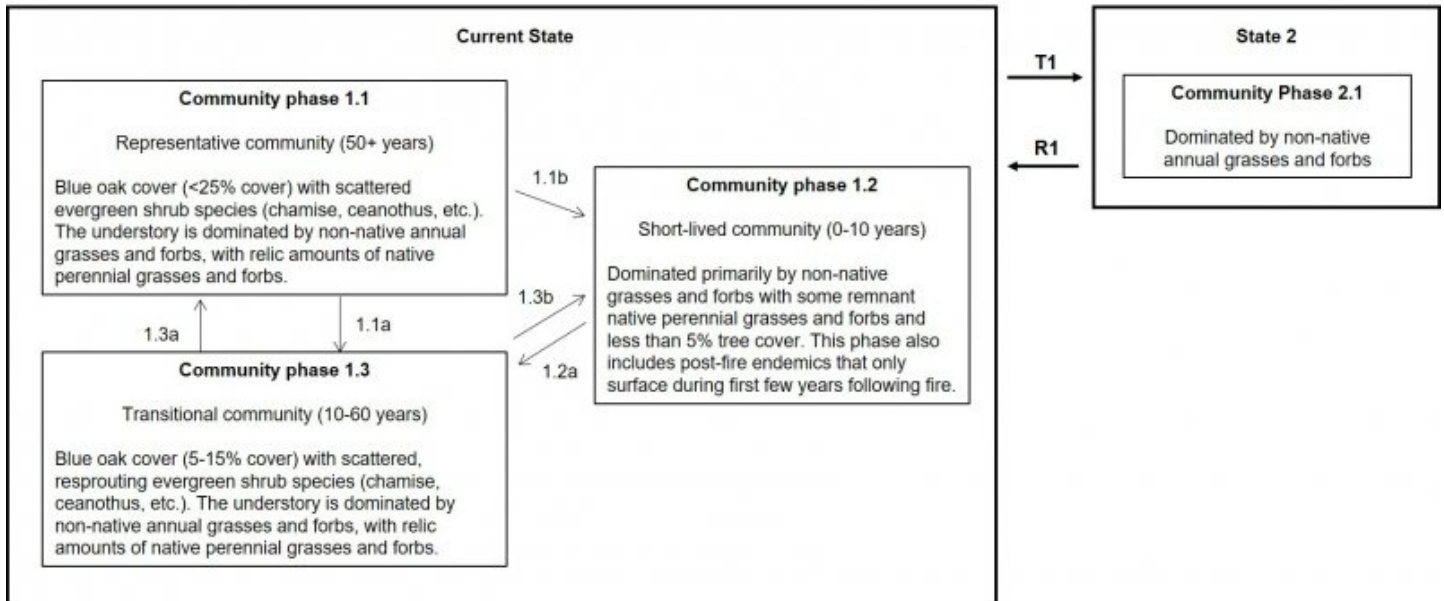 Current State
Community phase 1.1
Representative community (50+ years)
Blue oak cover (<25% cover) with scattered
evergreen shrub species (chamise, ceanothus, etc.).
The understory is dominated by non-native annual
grasses and forbs, with relic amounts of native
perennial grasses and forbs.
1.1b
1.3a
1.1a
1.3b
1.2a
Community phase 1.2
Short-lived community (0-10 years)
Dominated primarily by non-native
grasses and forbs with some remnant
native perennial grasses and forbs and
less than 5% tree cover. This phase also
includes post-fire endemics that only
surface during first few years following fire.
Community phase 1.3
Transitional community (10-60 years)
Blue oak cover (5-15% cover) with scattered,
resprouting evergreen shrub species (chamise,
ceanothus, etc.). The understory is dominated by
non-native annual grasses and forbs, with relic
amounts of native perennial grasses and forbs.
T1
R1
State 2
Community Phase 2.1
Dominated by non-native
annual grasses and forbs